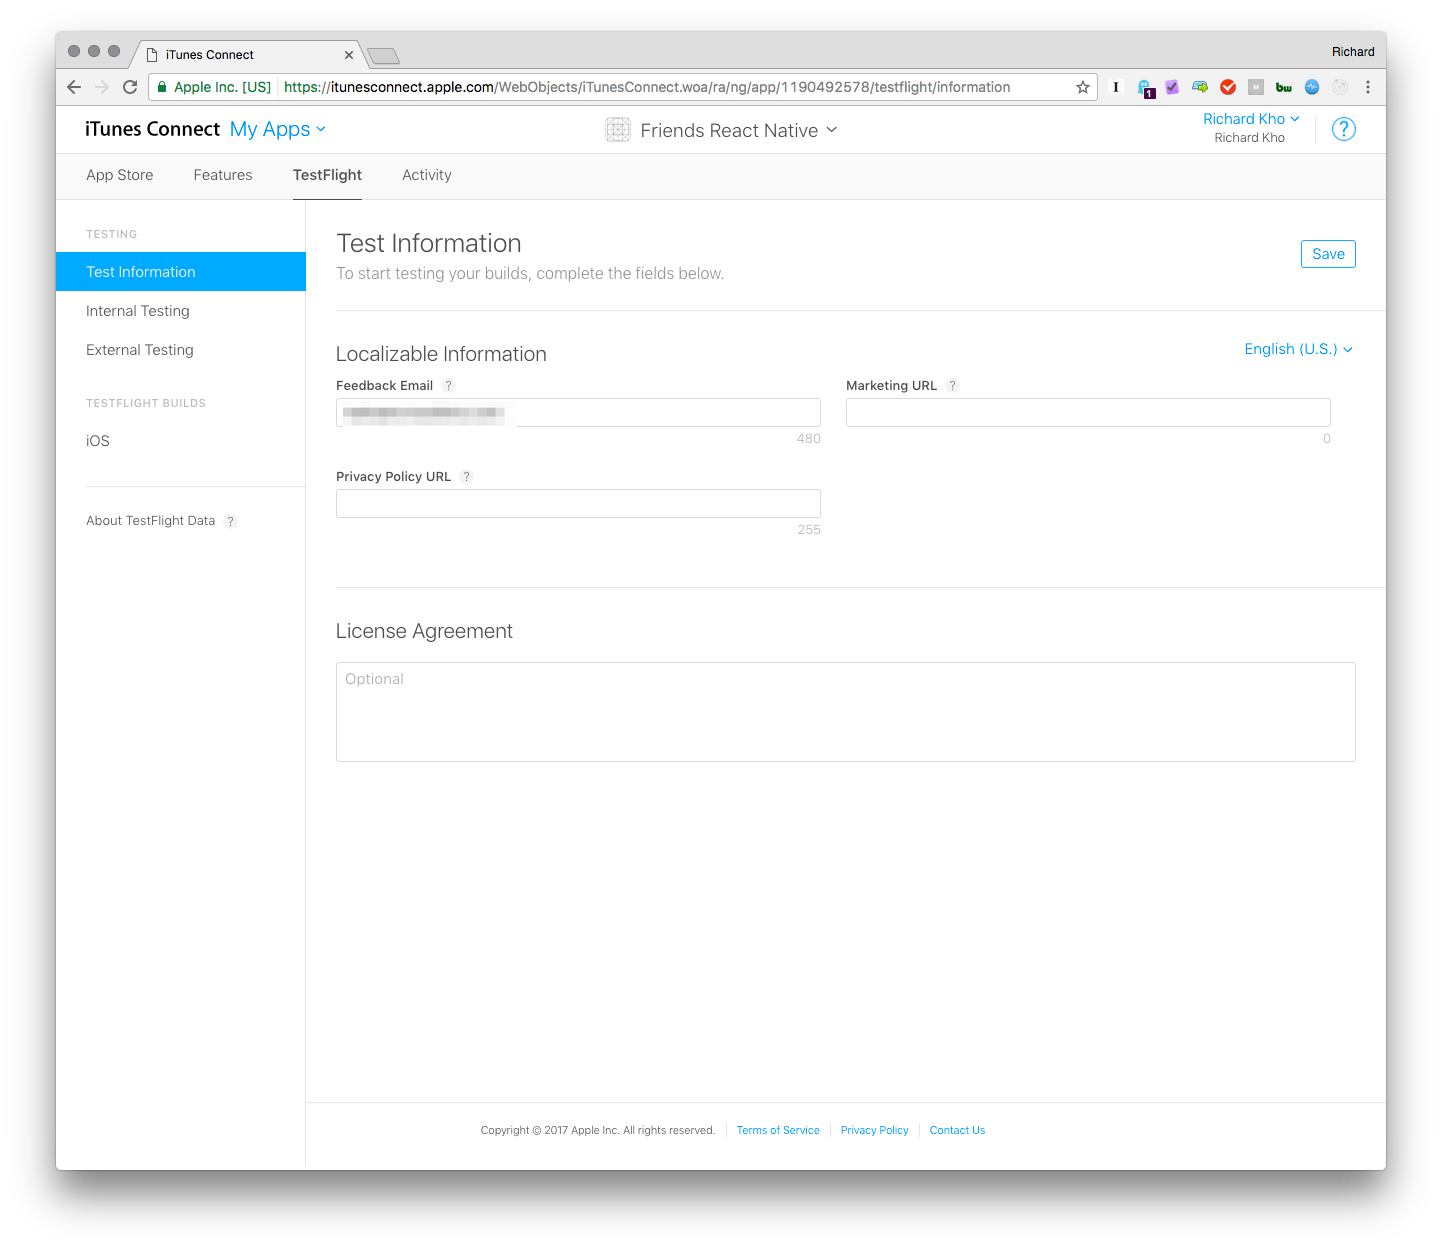 iTunes Connect
Richard
Apple Inc. [US] https://itunesconnect.apple.com/WebObjects/iTunesConnect.woa/ra/ng/app/1190492578/testflight/information
I
1
M
bw
iTunes Connect My Apps
Friends React Native
Richard Kho
Richard Kho
?
App Store Features TestFlight Activity
TESTING
Test Information
Internal Testing
External Testing
TESTFLIGHT BUILDS
iOS
About TestFlight Data ?
Test Information
Save
To start testing your builds, complete the fields below.
Localizable Information
English (U.S.)
Feedback Email ?
Marketing URL ?
480
0
Privacy Policy URL ?
255
License Agreement
Optional
Copyright © 2017 Apple Inc. All rights reserved. Terms of Service Privacy Policy Contact Us